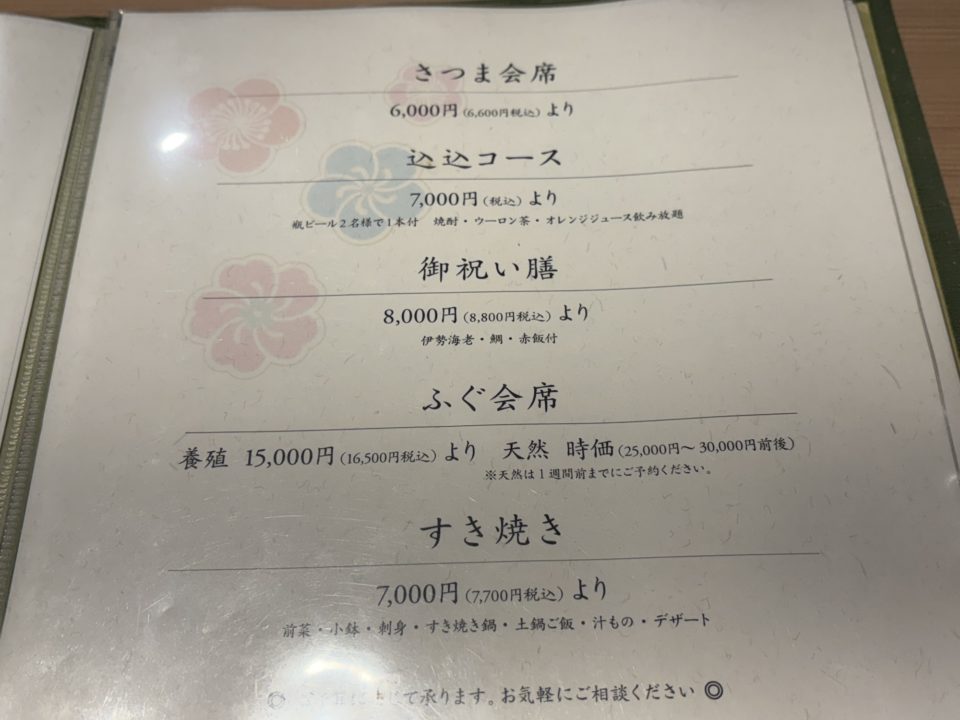 さつま会席
6,000円（6,600円税込）より
込込コース
7,000円（税込）より
瓶ビール2名様で1本付　焼酎・ウーロン茶・オレンジジュース飲み放題
御祝い膳
8,000円（8,800円税込）より
伊勢海老・鯛・赤飯付
ふぐ会席
養殖 15,000円（16,500円税込）より　天然 時価（25,000円〜30,000円前後）
※天然は1週間前までにご予約ください。
すき焼き
7,000円（7,700円税込）より
前菜・小鉢・刺身・すき焼き鍋・土鍋ご飯・汁もの・デザート
て承ります。お気軽にご相談ください ◎